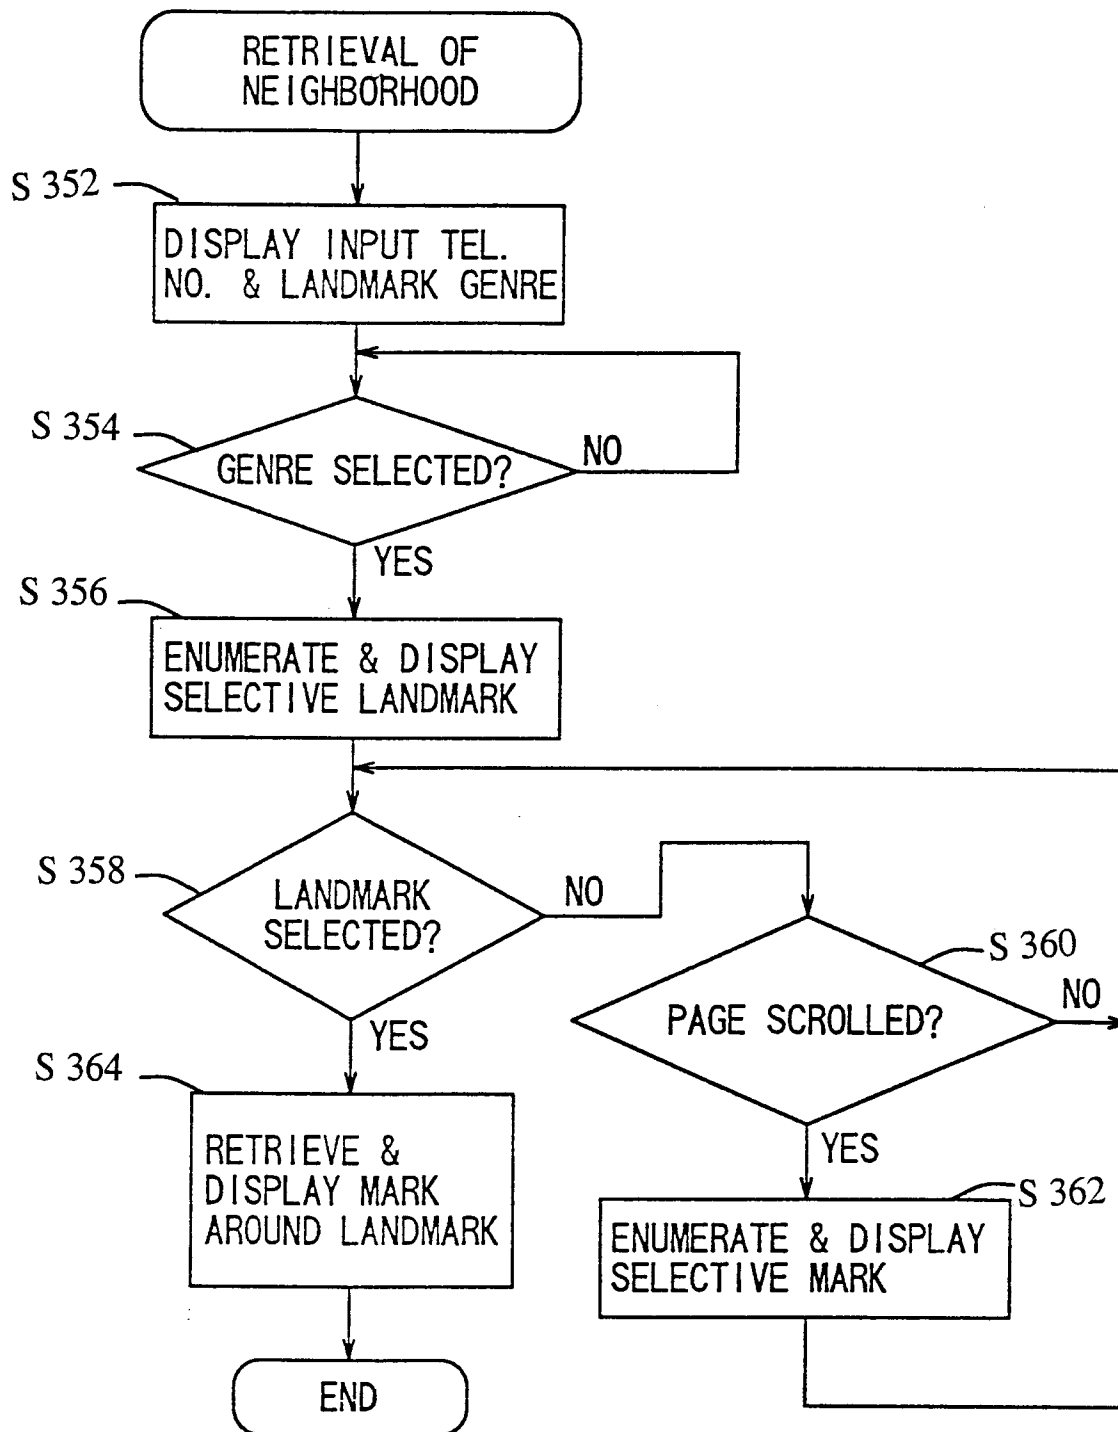 RETRIEVAL OF
NEIGHBORHOOD
S 352
DISPLAY INPUT TEL.
NO. & LANDMARK GENRE
S 354
GENRE SELECTED?
NO
YES
S 356
ENUMERATE & DISPLAY
SELECTIVE LANDMARK
S 358
LANDMARK
SELECTED?
NO
YES
S 360
PAGE SCROLLED?
NO
YES
S 364
RETRIEVE &
DISPLAY MARK
AROUND LANDMARK
S 362
ENUMERATE & DISPLAY
SELECTIVE MARK
END